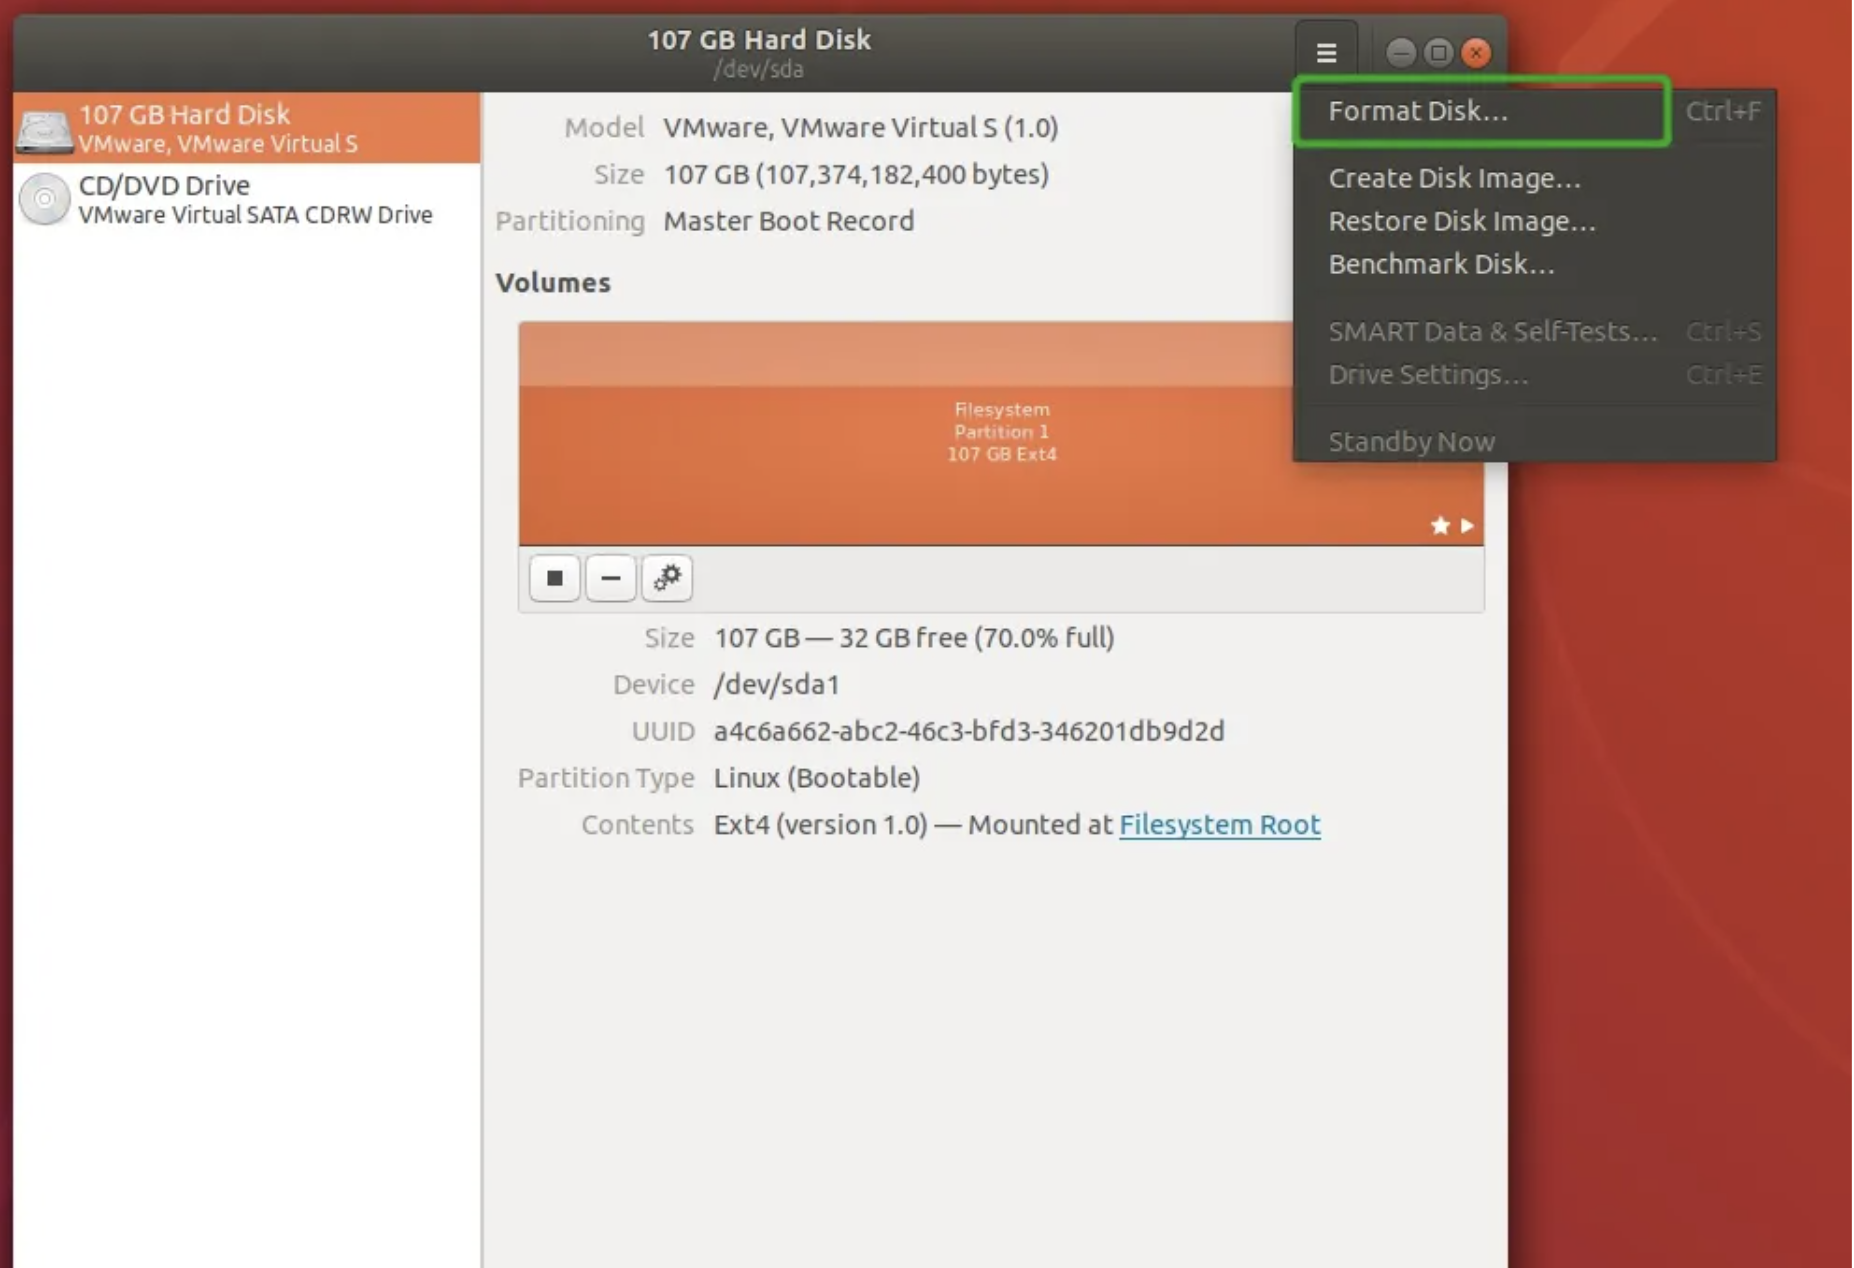 107 GB Hard Disk
/dev/sda
107 GB Hard Disk
VMware, VMware Virtual S
CD/DVD Drive
VMware Virtual SATA CDRW Drive
Model VMware, VMware Virtual S (1.0)
Size 107 GB (107,374,182,400 bytes)
Partitioning Master Boot Record
Volumes
Filesystem
Partition 1
107 GB Ext4
Size 107 GB — 32 GB free (70.0% full)
Device /dev/sda1
UUID a4c6a662-abc2-46c3-bfd3-346201db9d2d
Partition Type Linux (Bootable)
Contents Ext4 (version 1.0) — Mounted at Filesystem Root
Format Disk... Ctrl+F
Create Disk Image...
Restore Disk Image...
Benchmark Disk...
SMART Data & Self-Tests... Ctrl+S
Drive Settings... Ctrl+E
Standby Now